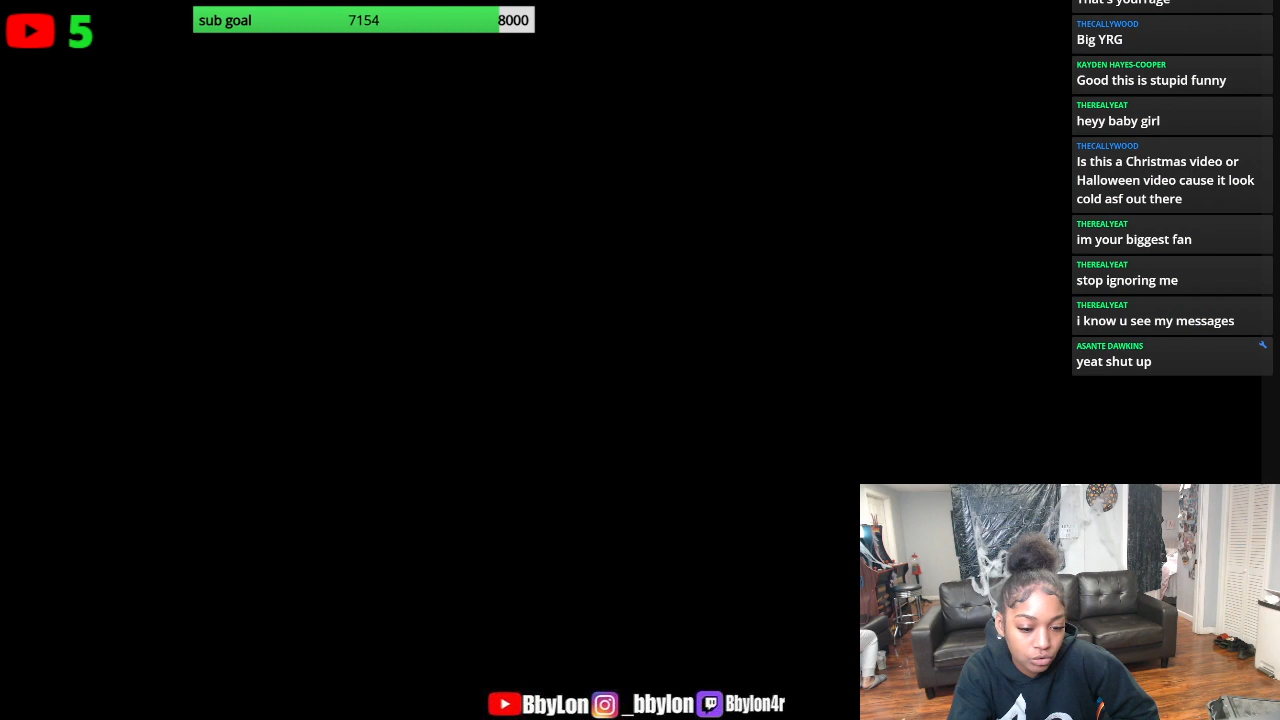 5
sub goal 7154 8000
That's yourrage
THECALLYWOOD
Big YRG
KAYDEN HAYES-COOPER
Good this is stupid funny
THEREALYEAT
heyy baby girl
THECALLYWOOD
Is this a Christmas video or
Halloween video cause it look
cold asf out there
THEREALYEAT
im your biggest fan
THEREALYEAT
stop ignoring me
THEREALYEAT
i know u see my messages
ASANTE DAWKINS
yeat shut up
BbyLon _bbylon Bbylon4r